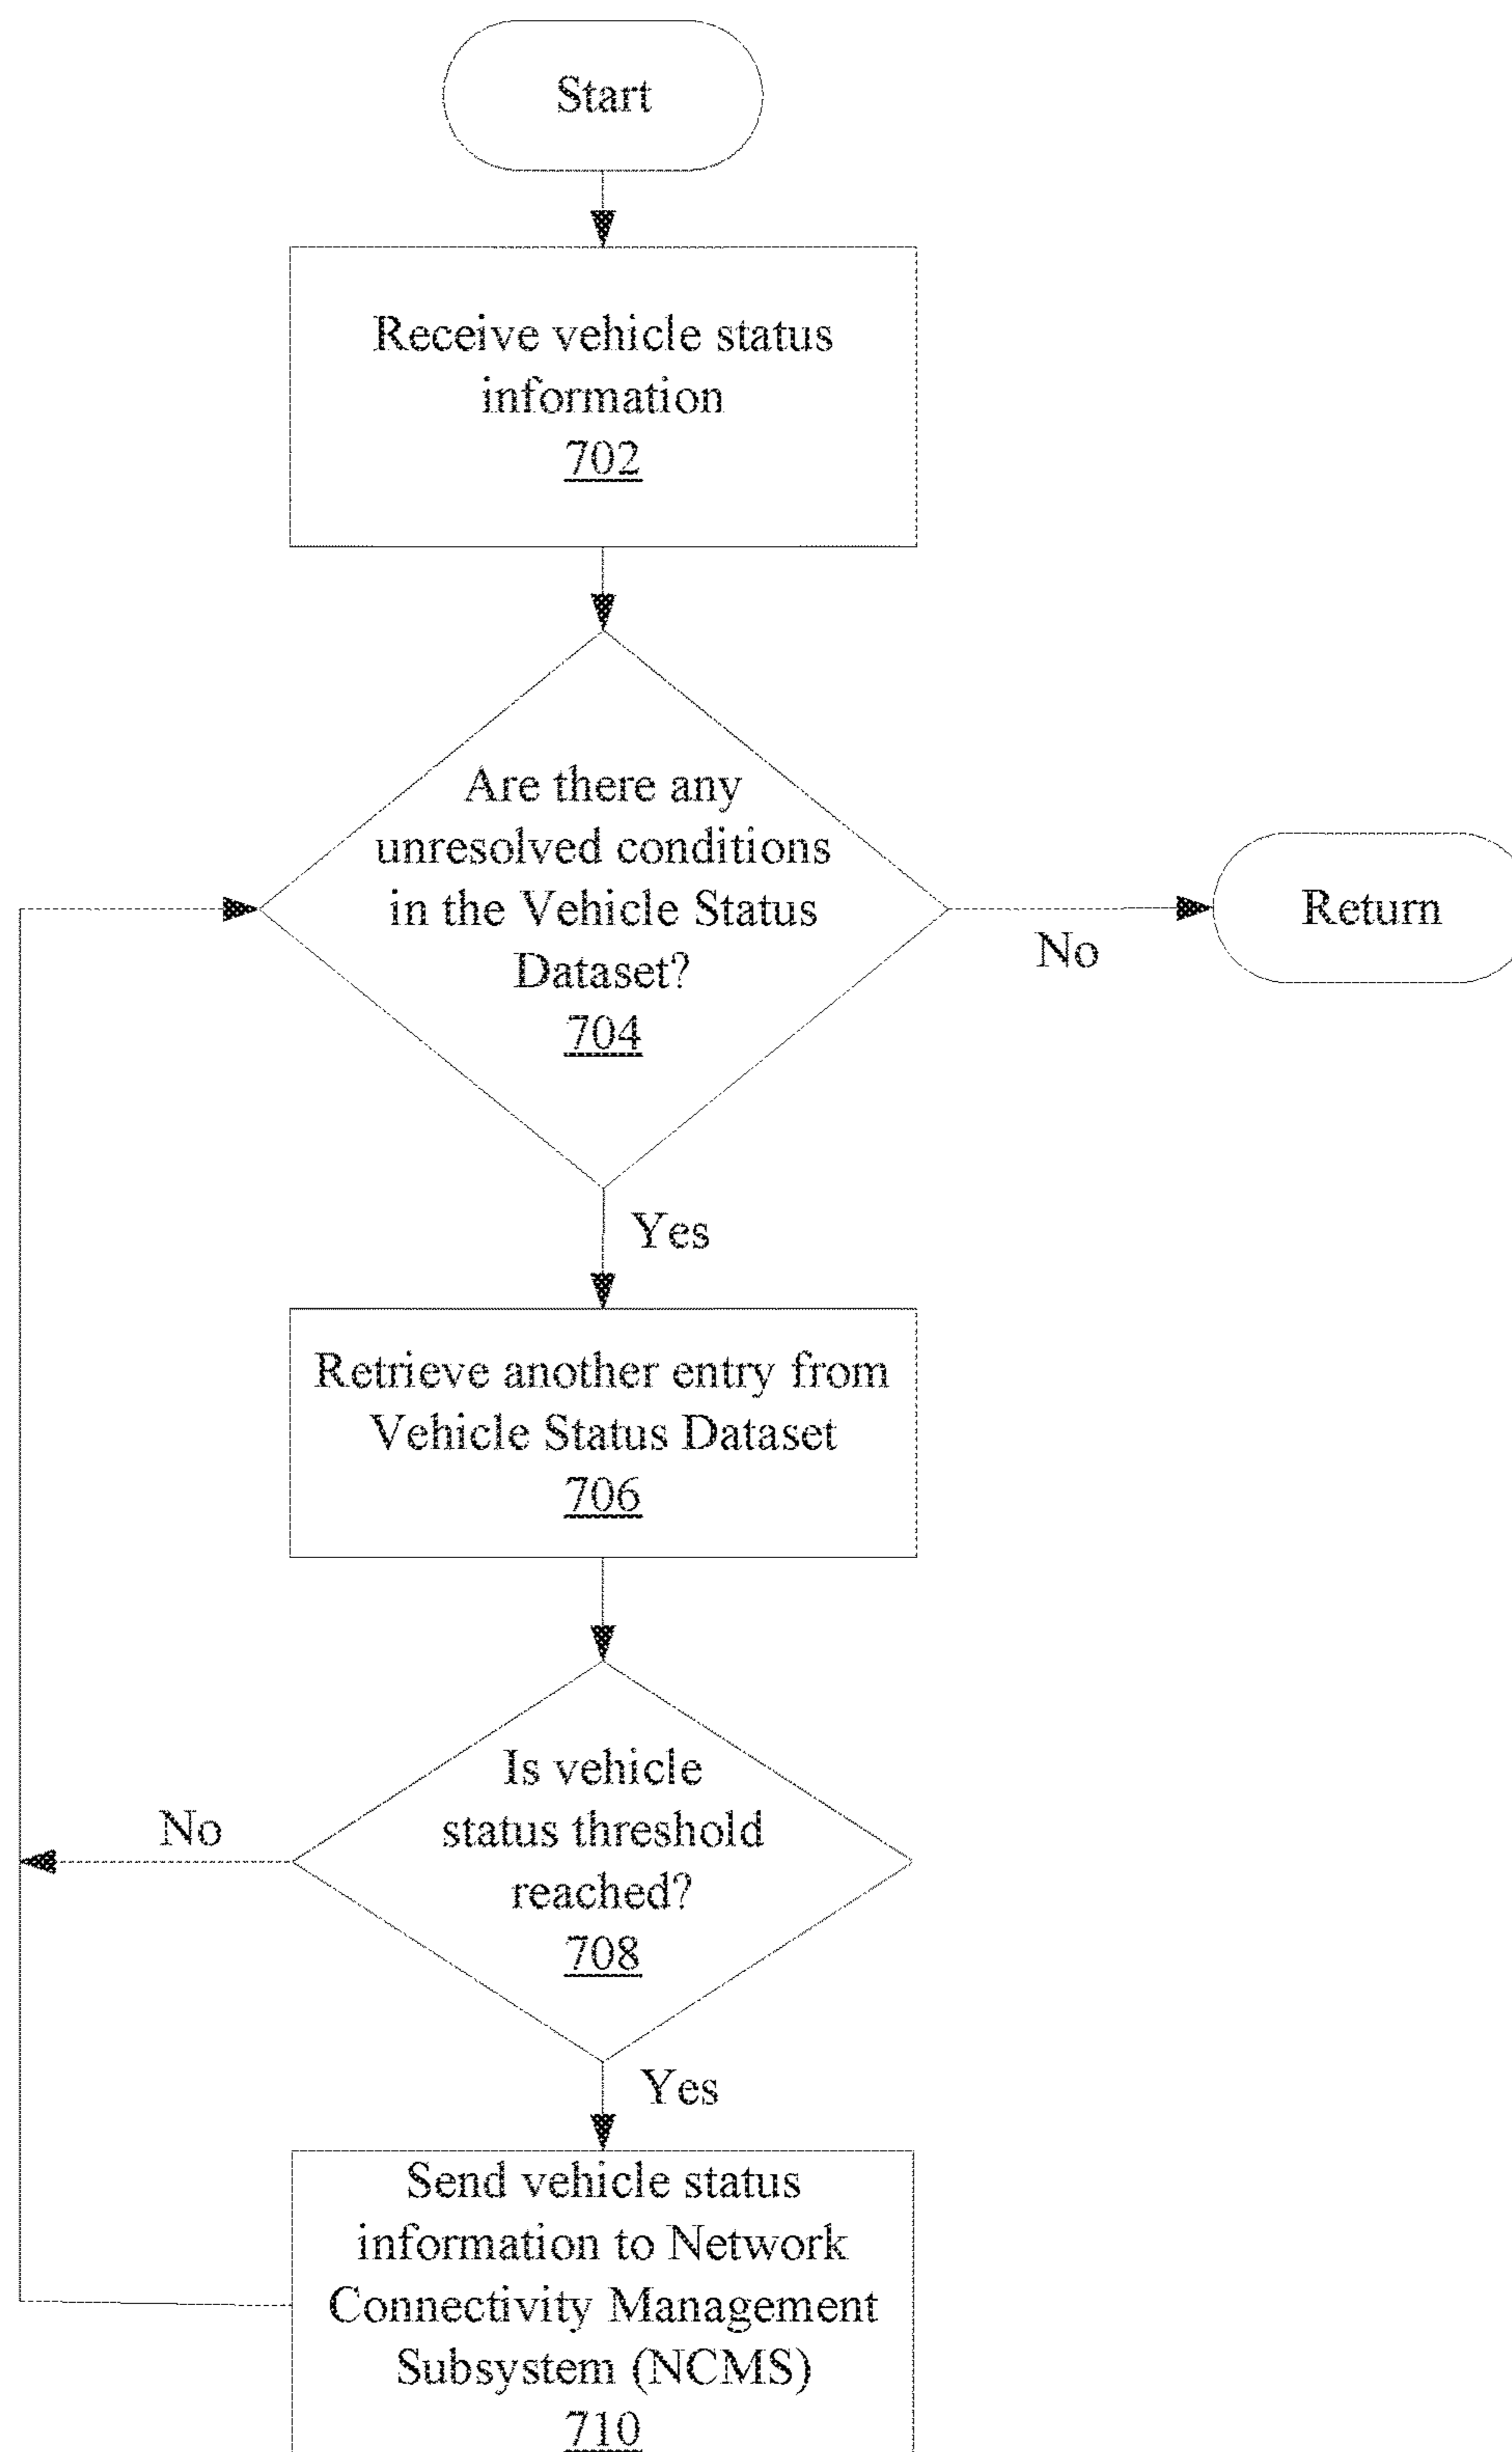 Start
Receive vehicle status
information
702
Are there any
unresolved conditions
in the Vehicle Status
Dataset?
704
No
Return
Yes
Retrieve another entry from
Vehicle Status Dataset
706
Is vehicle
status threshold
reached?
708
No
Yes
Send vehicle status
information to Network
Connectivity Management
Subsystem (NCMS)
710